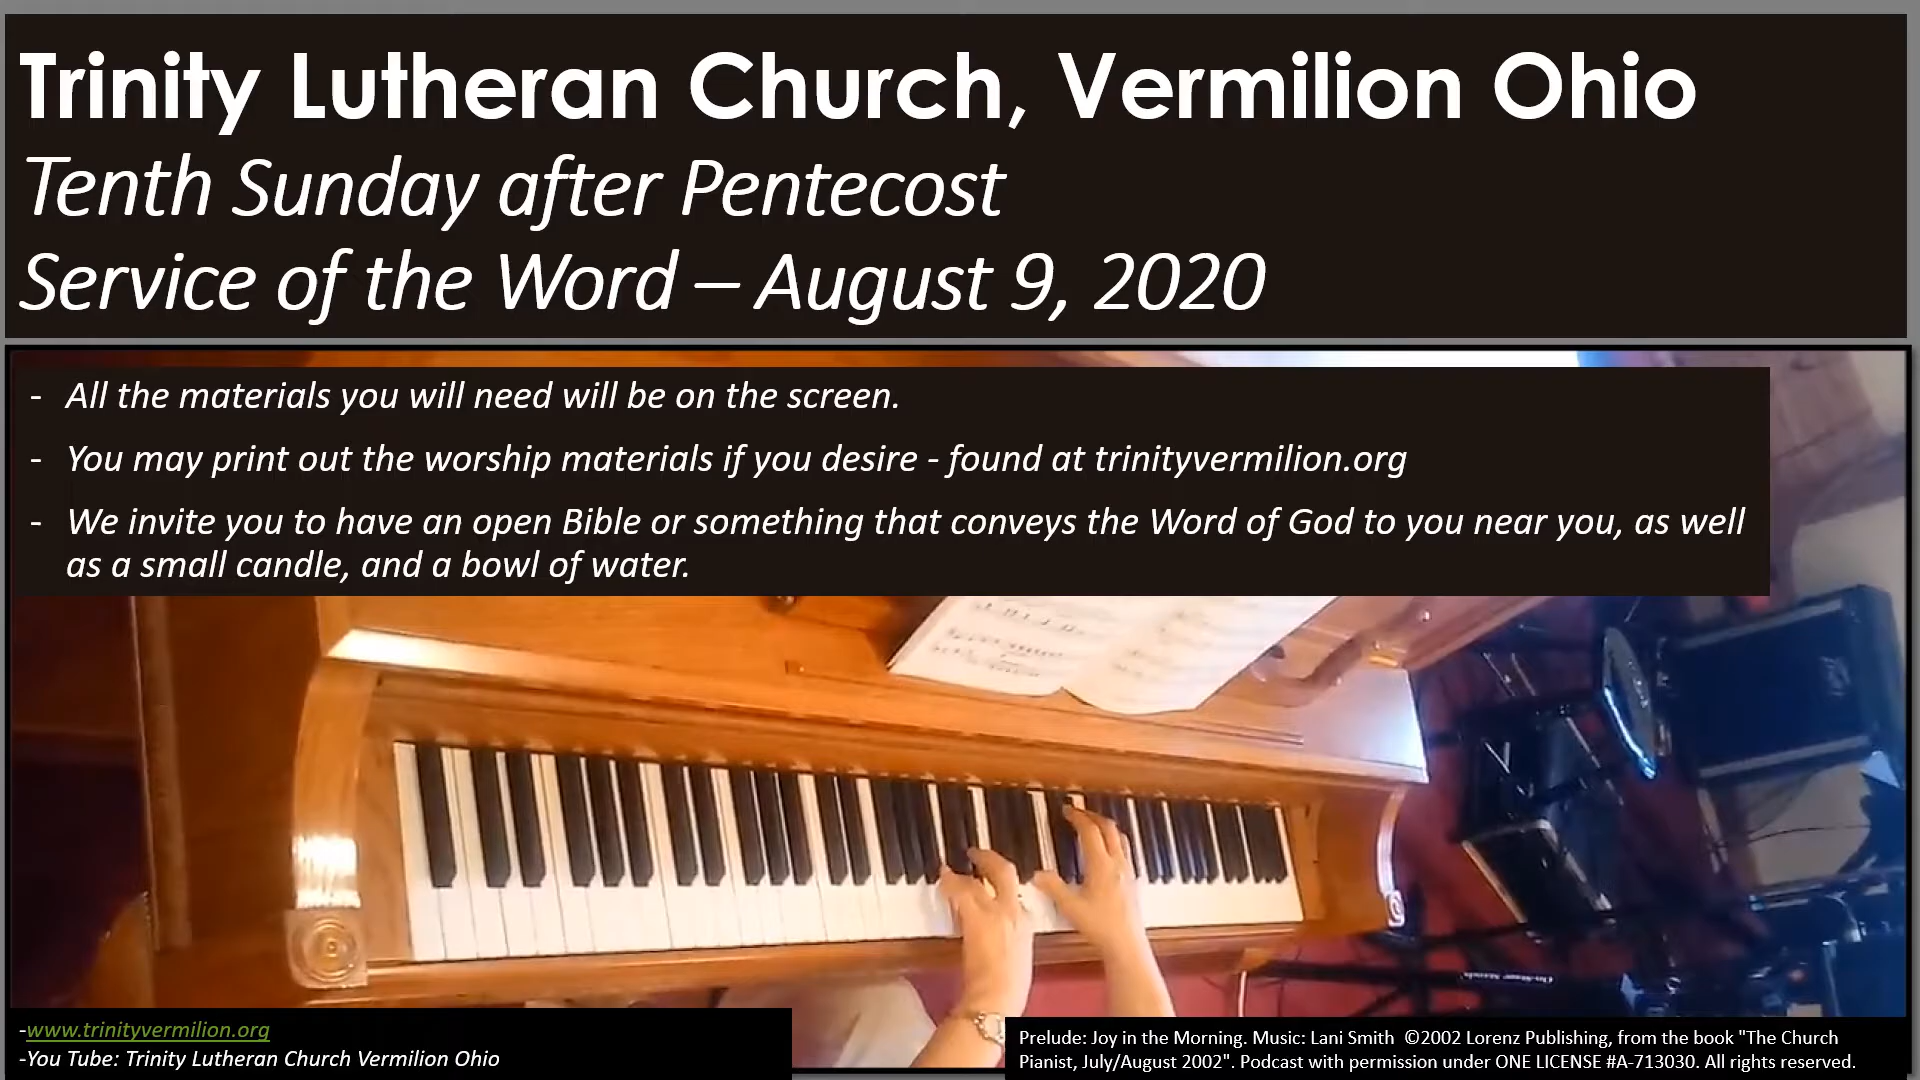 Trinity Lutheran Church, Vermilion Ohio
Tenth Sunday after Pentecost
Service of the Word – August 9, 2020
- All the materials you will need will be on the screen.
- You may print out the worship materials if you desire - found at trinityvermilion.org
- We invite you to have an open Bible or something that conveys the Word of God to you near you, as well
as a small candle, and a bowl of water.
-www.trinityvermilion.org
-You Tube: Trinity Lutheran Church Vermilion Ohio
Prelude: Joy in the Morning. Music: Lani Smith ©2002 Lorenz Publishing, from the book "The Church
Pianist, July/August 2002". Podcast with permission under ONE LICENSE #A-713030. All rights reserved.